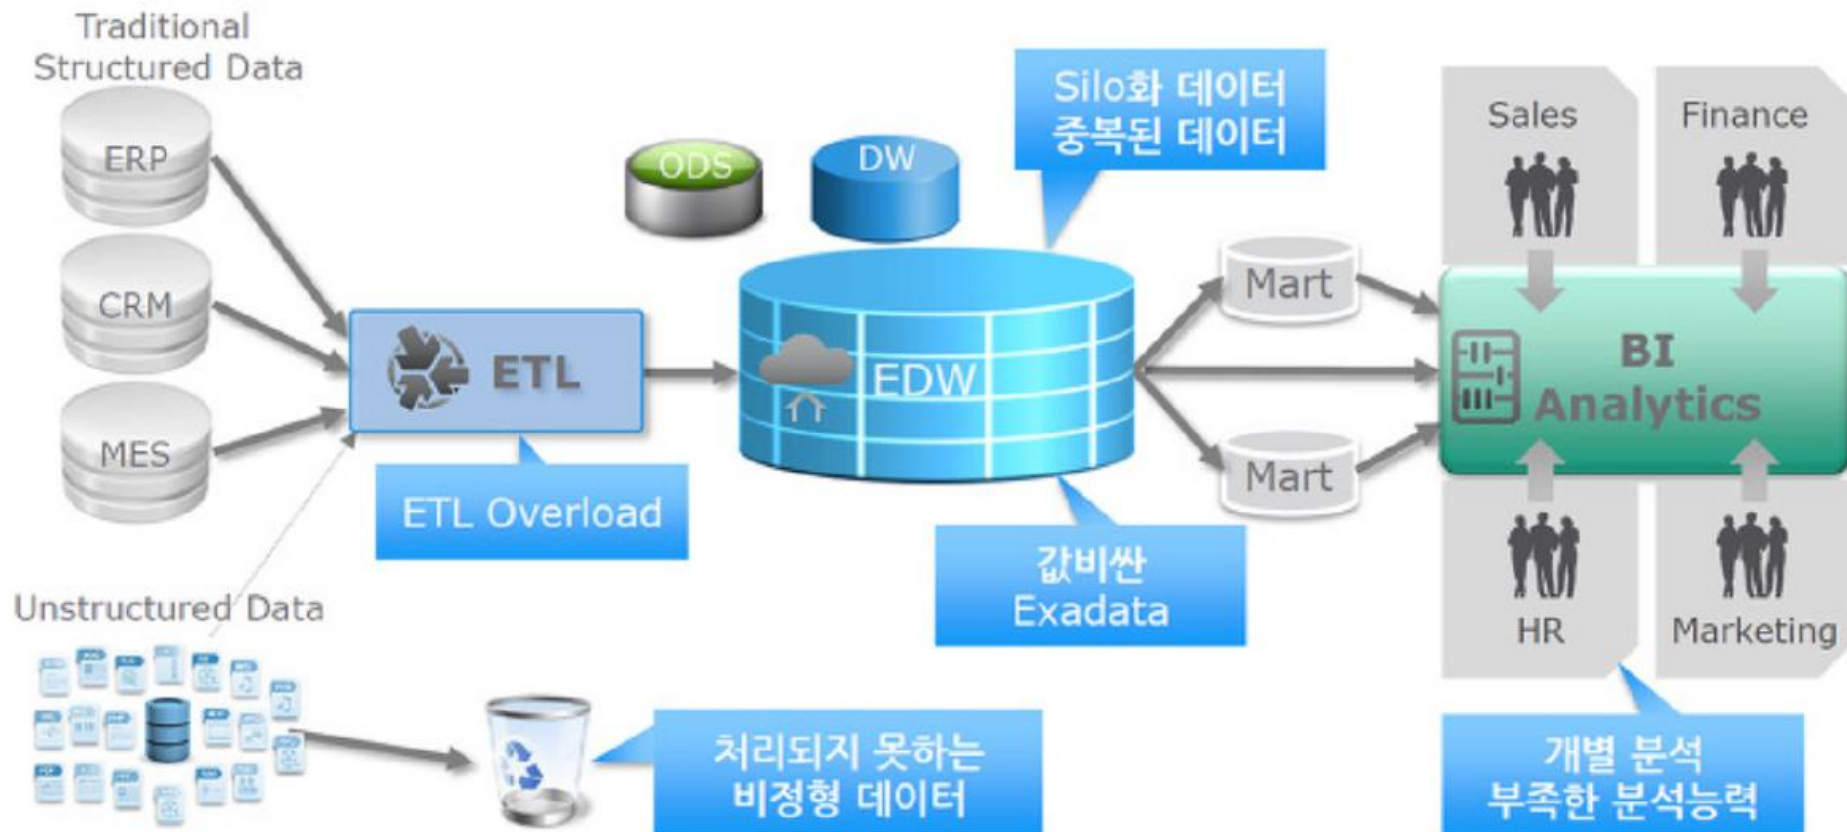 Traditional
Structured Data
ERP
CRM
MES
ETL
ETL Overload
Unstructured Data
처리되지 못하는
비정형 데이터
ODS
DW
EDW
Silo화 데이터
중복된 데이터
값비싼
Exadata
Mart
Mart
Sales
Finance
BI
Analytics
HR
Marketing
개별 분석
부족한 분석능력